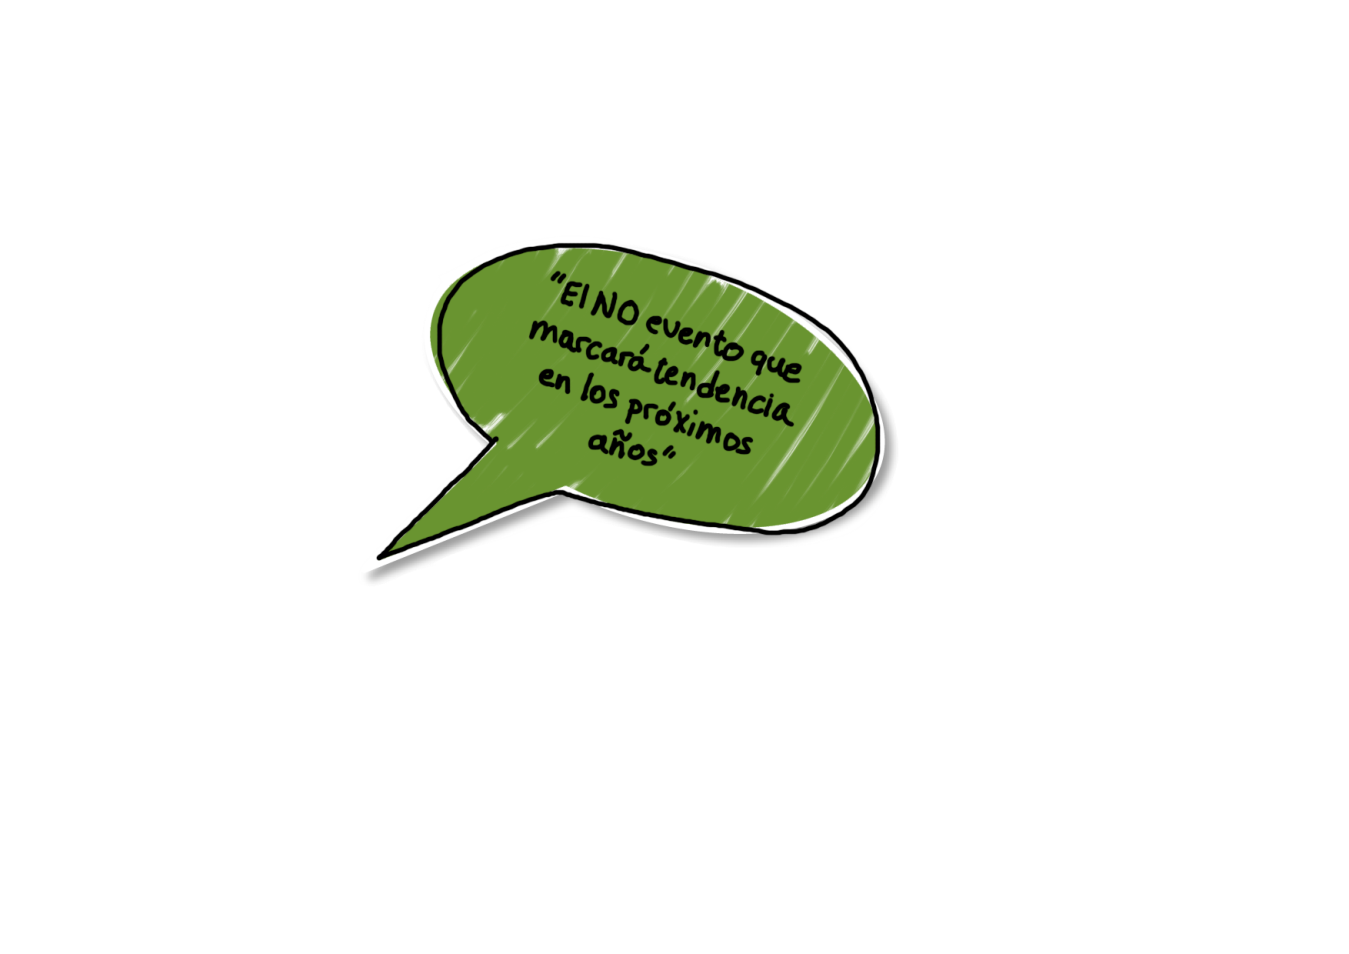 “El NO evento que
marcará tendencia
en los próximos
años”